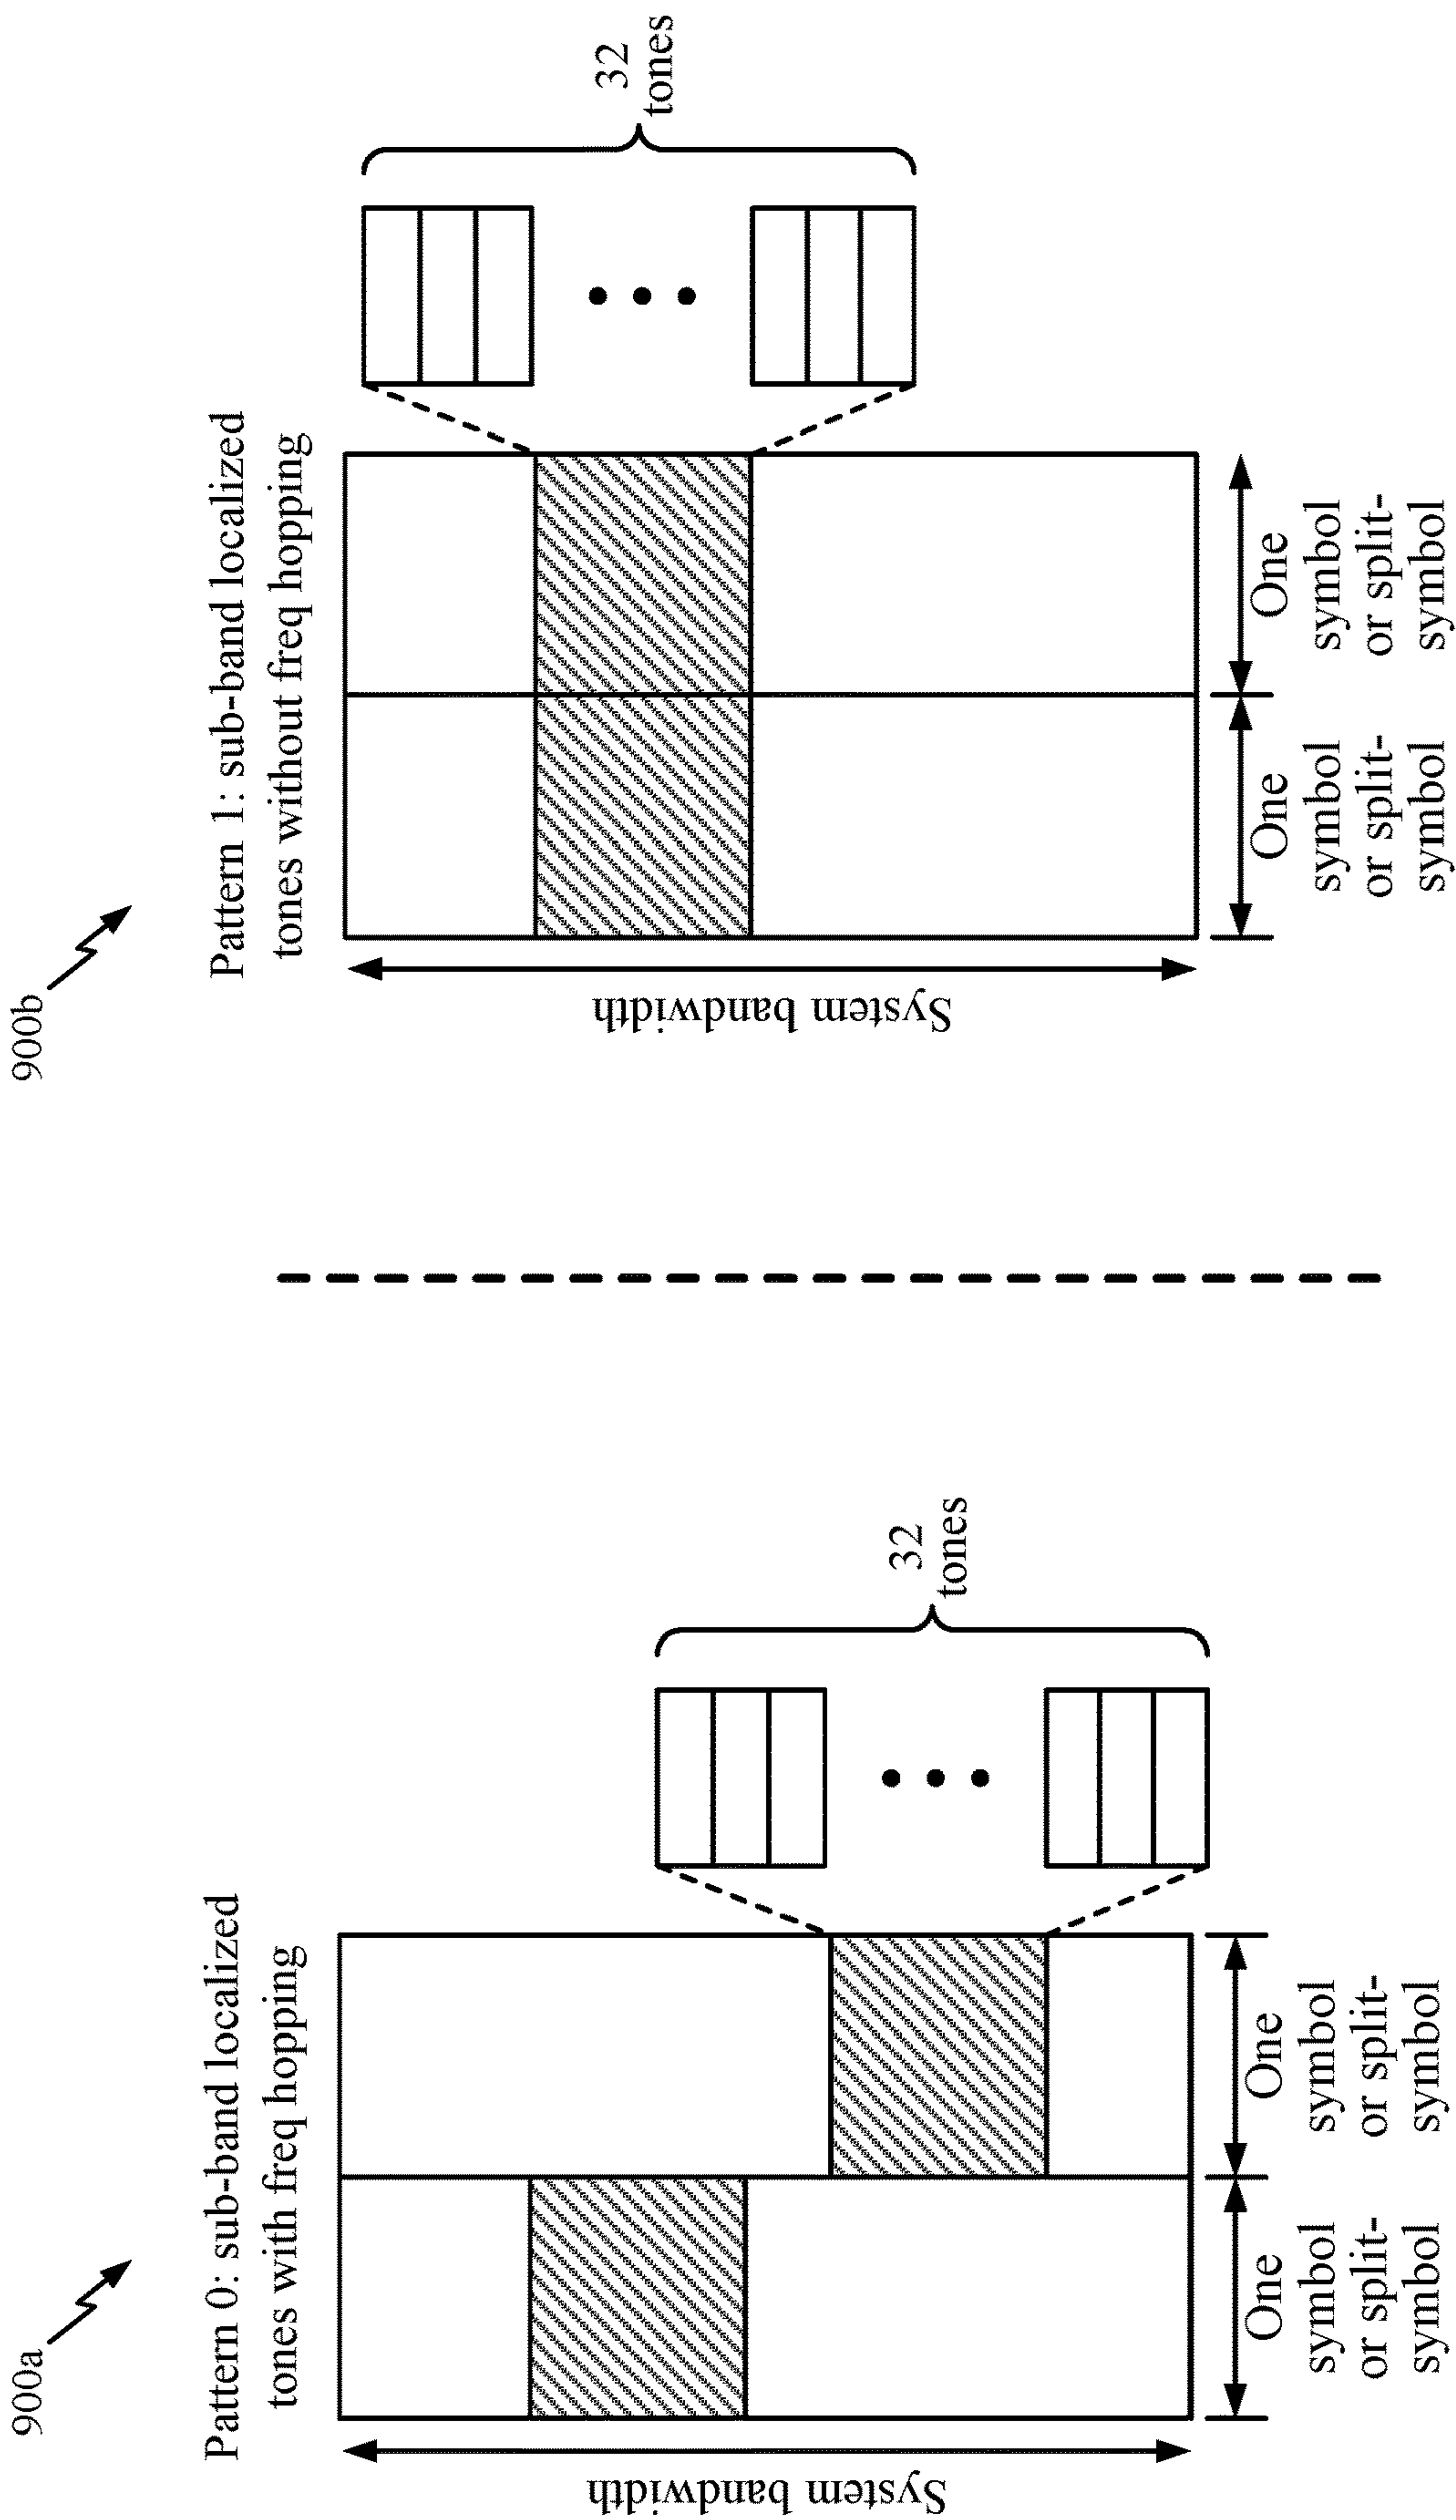 900a
Pattern 0: sub-band localized
tones with freq hopping
System bandwidth
32
tones
One
symbol
or split-
symbol
One
symbol
or split-
symbol
900b
Pattern 1: sub-band localized
tones without freq hopping
System bandwidth
32
tones
One
symbol
or split-
symbol
One
symbol
or split-
symbol